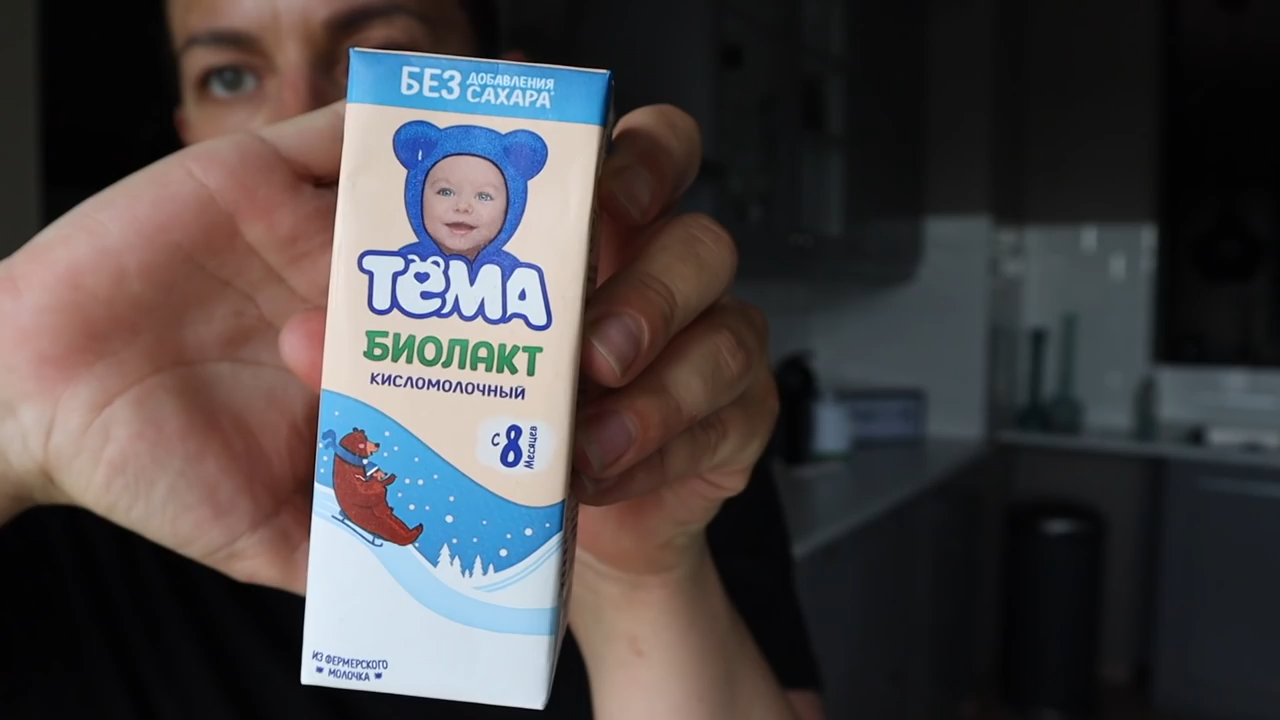 БЕЗ ДОБАВЛЕНИЯ
САХАРА*
ТЁМА
БИОЛАКТ
КИСЛОМОЛОЧНЫЙ
С 8 Месяцев
ИЗ ФЕРМЕРСКОГО
МОЛОЧКА